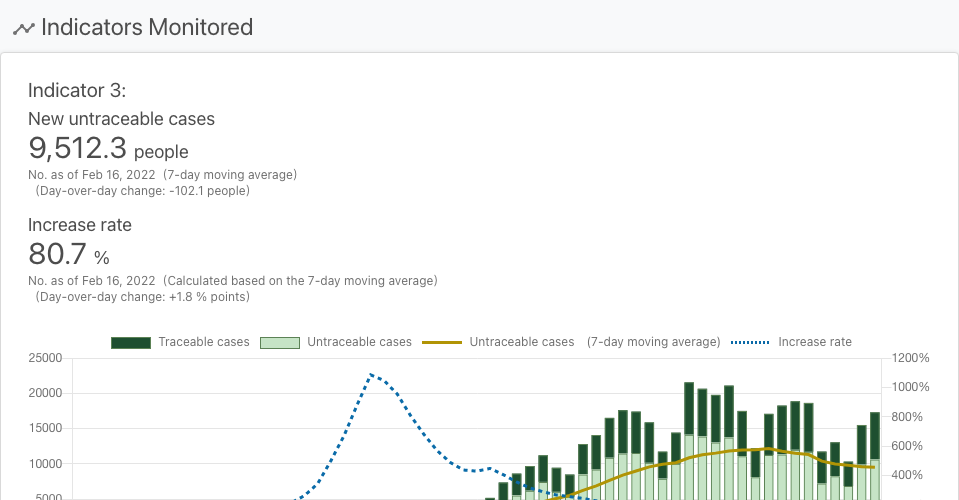 Indicators Monitored
Indicator 3:
New untraceable cases
9,512.3 people
No. as of Feb 16, 2022 (7-day moving average)
(Day-over-day change: -102.1 people)
Increase rate
80.7 %
No. as of Feb 16, 2022 (Calculated based on the 7-day moving average)
(Day-over-day change: +1.8 % points)
Traceable cases Untraceable cases Untraceable cases (7-day moving average) Increase rate
25000 1200%
20000 1000%
15000 800%
10000 600%
5000 400%